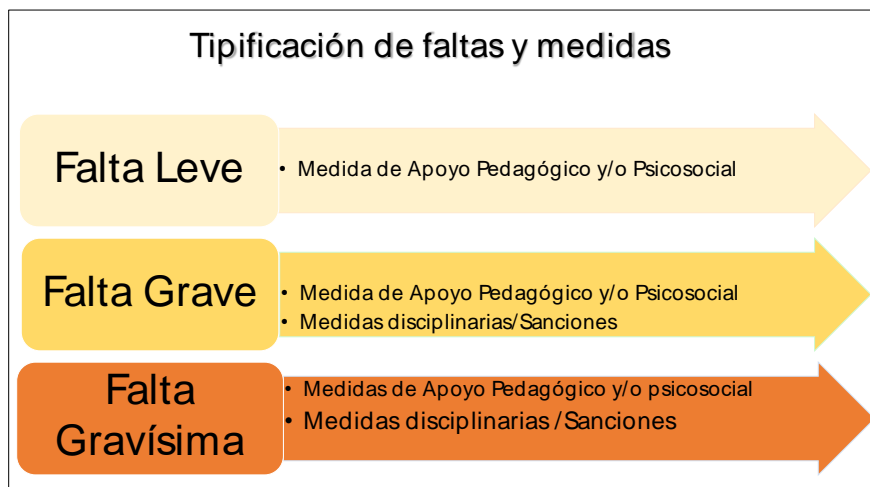 Tipificación de faltas y medidas
Falta Leve
• Medida de Apoyo Pedagógico y/o Psicosocial
Falta Grave
• Medida de Apoyo Pedagógico y/o Psicosocial
• Medidas disciplinarias/Sanciones
Falta
Gravísima
• Medidas de Apoyo Pedagógico y/o psicosocial
• Medidas disciplinarias /Sanciones